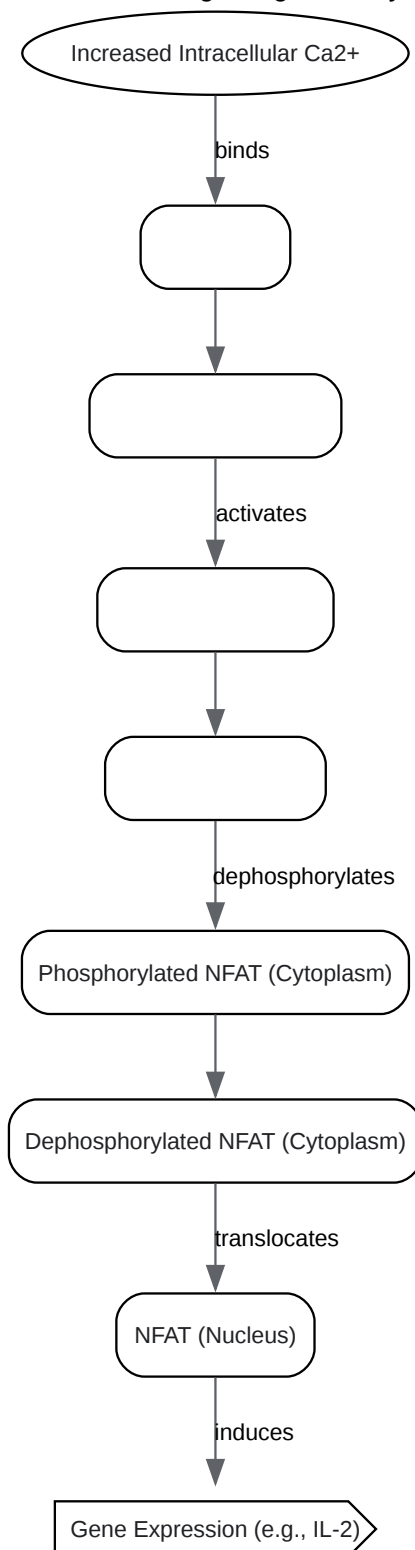 Increased Intracellular Ca2+
binds
activates
dephosphorylates
Phosphorylated NFAT (Cytoplasm)
Dephosphorylated NFAT (Cytoplasm)
translocates
NFAT (Nucleus)
induces
Gene Expression (e.g., IL-2)